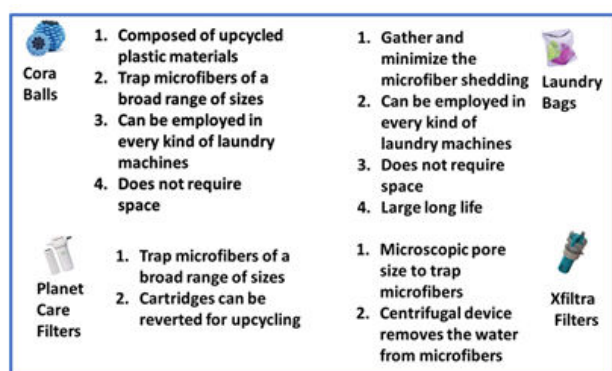 Cora
Balls
1. Composed of upcycled
plastic materials
2. Trap microfibers of a
broad range of sizes
3. Can be employed in
every kind of laundry
machines
4. Does not require
space
1. Gather and
minimize the
microfiber shedding
2. Can be employed in
every kind of
laundry machines
3. Does not require
space
4. Large long life
Laundry
Bags
Planet
Care
Filters
1. Trap microfibers of a
broad range of sizes
2. Cartridges can be
reverted for upcycling
1. Microscopic pore
size to trap
microfibers
2. Centrifugal device
removes the water
from microfibers
Xfiltra
Filters